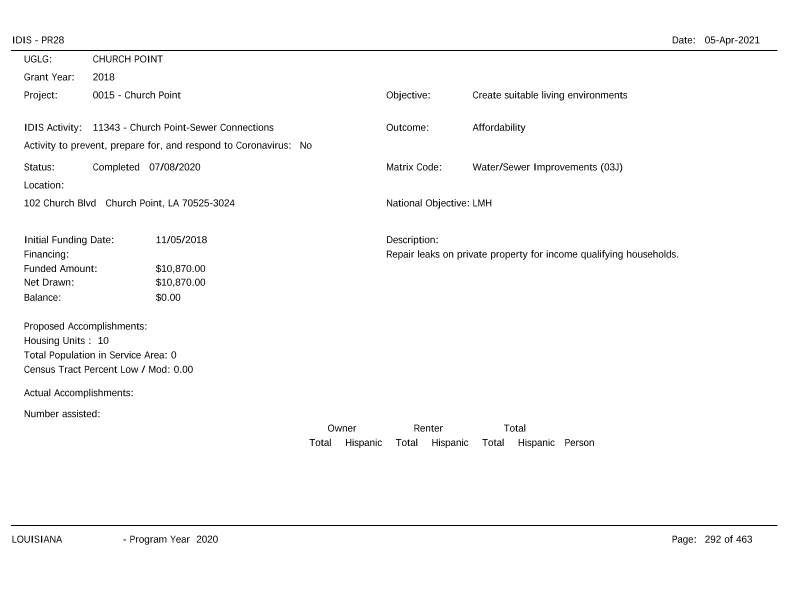 IDIS - PR28 Date: 05-Apr-2021
UGLG: CHURCH POINT
Grant Year: 2018
Project: 0015 - Church Point Objective: Create suitable living environments
IDIS Activity: 11343 - Church Point-Sewer Connections Outcome: Affordability
Activity to prevent, prepare for, and respond to Coronavirus: No
Status: Completed 07/08/2020 Matrix Code: Water/Sewer Improvements (03J)
Location:
102 Church Blvd Church Point, LA 70525-3024 National Objective: LMH
Initial Funding Date: 11/05/2018 Description:
Financing: Repair leaks on private property for income qualifying households.
Funded Amount: $10,870.00
Net Drawn: $10,870.00
Balance: $0.00
Proposed Accomplishments:
Housing Units : 10
Total Population in Service Area: 0
Census Tract Percent Low / Mod: 0.00
Actual Accomplishments:
Number assisted:
Owner Renter Total
Total Hispanic Total Hispanic Total Hispanic Person
LOUISIANA - Program Year 2020 Page: 292 of 463